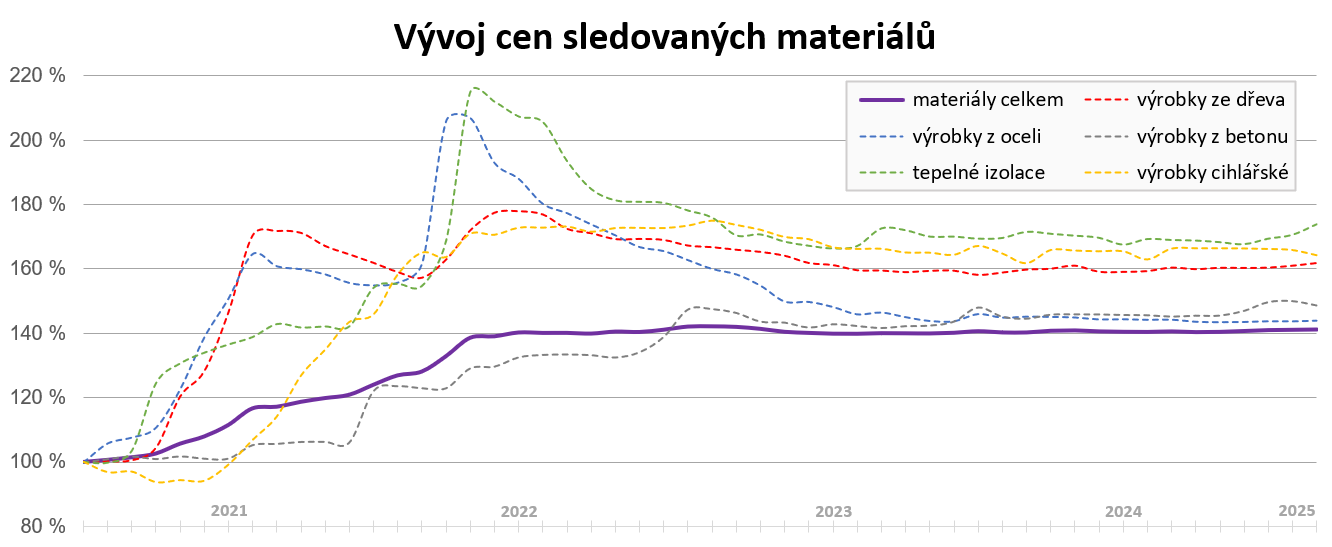 Vývoj cen sledovaných materiálů
220 %
200 %
180 %
160 %
140 %
120 %
100 %
80 %
materiály celkem
výrobky ze dřeva
výrobky z oceli
výrobky z betonu
tepelné izolace
výrobky cihlářské
2021
2022
2023
2024
2025